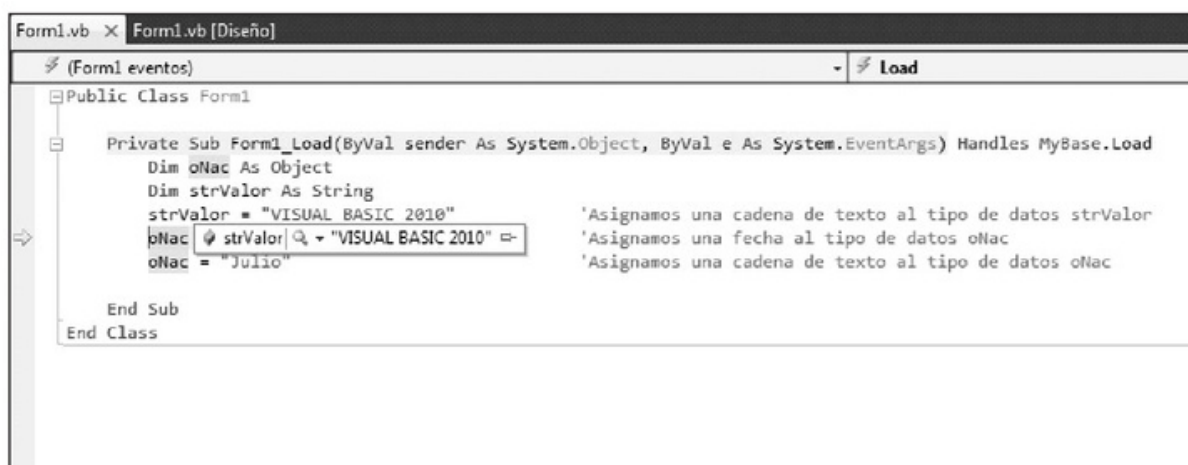 Form1.vb × Form1.vb [Diseño]
(Form1 eventos) Load
Public Class Form1
Private Sub Form1_Load(ByVal sender As System.Object, ByVal e As System.EventArgs) Handles MyBase.Load
Dim oNac As Object
Dim strValor As String
strValor = "VISUAL BASIC 2010" 'Asignamos una cadena de texto al tipo de datos strValor
oNac strValor "VISUAL BASIC 2010" 'Asignamos una fecha al tipo de datos oNac
oNac = "Julio" 'Asignamos una cadena de texto al tipo de datos oNac
End Sub
End Class